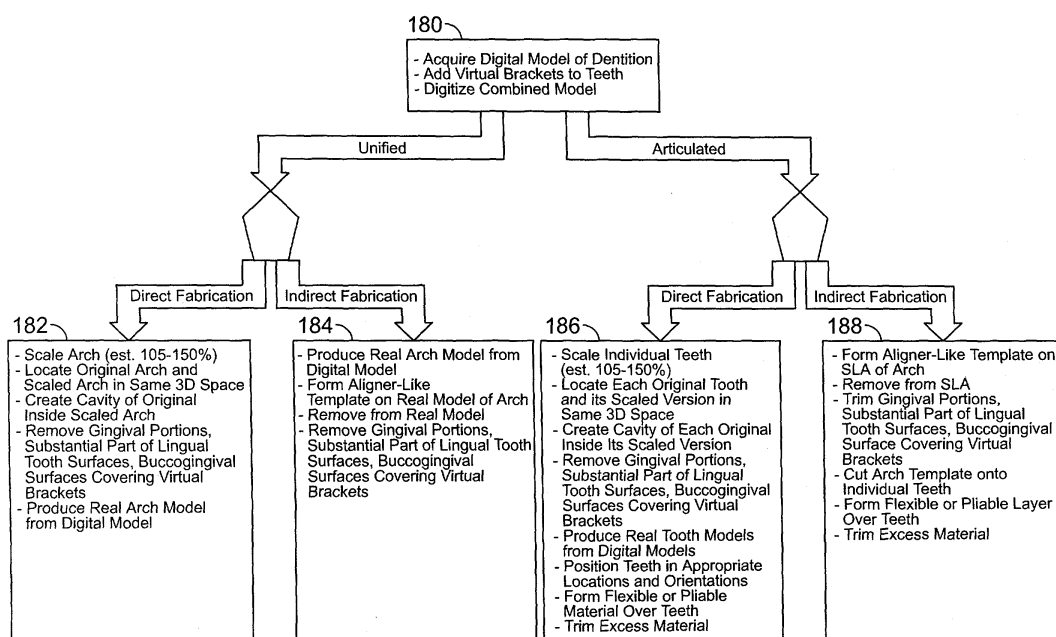 180
- Acquire Digital Model of Dentition
- Add Virtual Brackets to Teeth
- Digitize Combined Model
Unified
Articulated
Direct Fabrication
Indirect Fabrication
Direct Fabrication
Indirect Fabrication
182
- Scale Arch (est. 105-150%)
- Locate Original Arch and
Scaled Arch in Same 3D Space
- Create Cavity of Original
Inside Scaled Arch
- Remove Gingival Portions,
Substantial Part of Lingual
Tooth Surfaces, Buccogingival
Surfaces Covering Virtual
Brackets
- Produce Real Arch Model
from Digital Model
184
- Produce Real Arch Model from
Digital Model
- Form Aligner-Like
Template on Real Model of Arch
- Remove from Real Model
- Remove Gingival Portions,
Substantial Part of Lingual Tooth
Surfaces, Buccogingival
Surfaces Covering Virtual
Brackets
186
- Scale Individual Teeth
(est. 105-150%)
- Locate Each Original Tooth
and its Scaled Version in
Same 3D Space
- Create Cavity of Each Original
Inside Its Scaled Version
- Remove Gingival Portions,
Substantial Part of Lingual
Tooth Surfaces, Buccogingival
Surfaces Covering Virtual
Brackets
- Produce Real Tooth Models
from Digital Models
- Position Teeth in Appropriate
Locations and Orientations
- Form Flexible or Pliable
Material Over Teeth
- Trim Excess Material
188
- Form Aligner-Like Template on
SLA of Arch
- Remove from SLA
- Trim Gingival Portions,
Substantial Part of Lingual
Tooth Surfaces, Buccogingival
Surface Covering Virtual
Brackets
- Cut Arch Template onto
Individual Teeth
- Form Flexible or Pliable Layer
Over Teeth
- Trim Excess Material